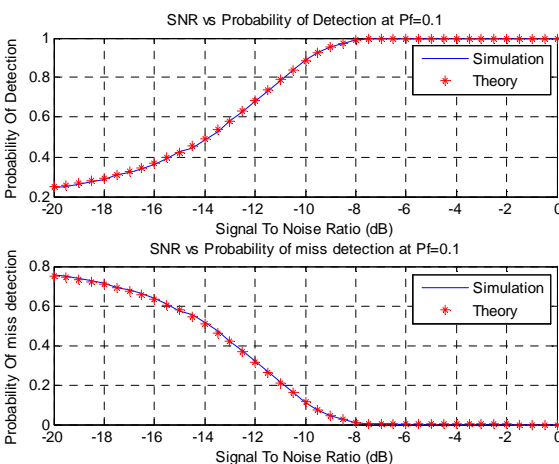 SNR vs Probability of Detection at Pf=0.1
Probability Of Detection
1
0.8
0.6
0.4
0.2
Simulation
Theory
-20 -18 -16 -14 -12 -10 -8 -6 -4 -2 0
Signal To Noise Ratio (dB)
SNR vs Probability of miss detection at Pf=0.1
Probability Of miss detection
0.8
0.6
0.4
0.2
0
Simulation
Theory
-20 -18 -16 -14 -12 -10 -8 -6 -4 -2 0
Signal To Noise Ratio (dB)